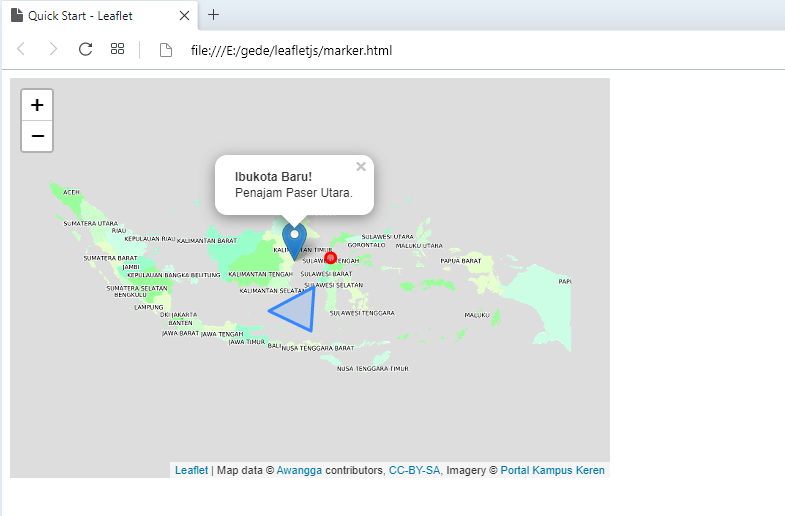 Quick Start - Leaflet
file:///E:/gede/leafletjs/marker.html
+
−
Ibukota Baru!
Penajam Paser Utara.
×
ACEH
SUMATERA UTARA
RIAU
KEPULAUAN RIAU
KALIMANTAN BARAT
KALIMANTAN TIMUR
SULAWESI UTARA
GORONTALO
MALUKU UTARA
SUMATERA BARAT
JAMBI
KEPULAUAN BANGKA BELITUNG
KALIMANTAN TENGAH
SULAWESI BARAT
PAPUA BARAT
PAP
SUMATERA SELATAN
BENGKULU
KALIMANTAN SELATAN
SULAWESI SELATAN
LAMPUNG
DKI JAKARTA
BANTEN
SULAWESI TENGGARA
MALUKU
JAWA BARAT
JAWA TENGAH
JAWA TIMUR
BALI
NUSA TENGGARA BARAT
NUSA TENGGARA TIMUR
Leaflet | Map data © Awangga contributors, CC-BY-SA, Imagery © Portal Kampus Keren